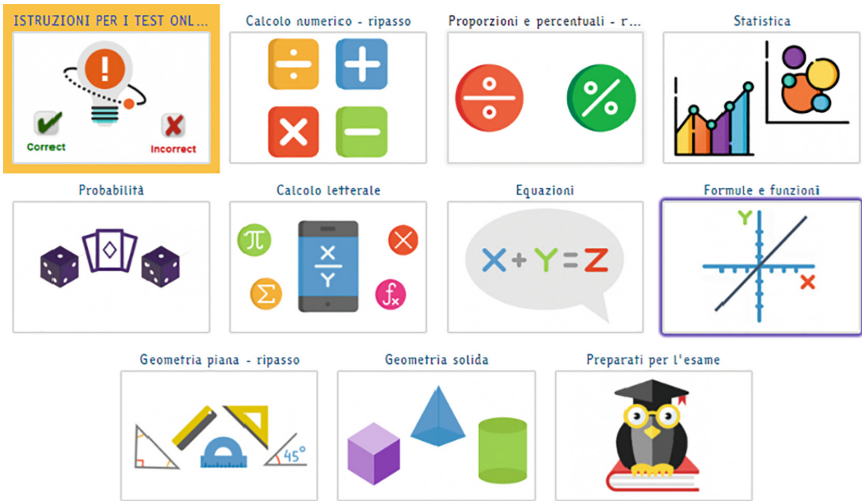 ISTRUZIONI PER I TEST ONL...
Calcolo numerico - ripasso
Proporzioni e percentuali - r...
Statistica
!
Correct
Incorrect
÷ +
× −
÷ %
Probabilità
Calcolo letterale
Equazioni
Formule e funzioni
π
X
Y
×
Σ
fx
X + Y = Z
Y
X
Geometria piana - ripasso
Geometria solida
Preparati per l'esame
45°